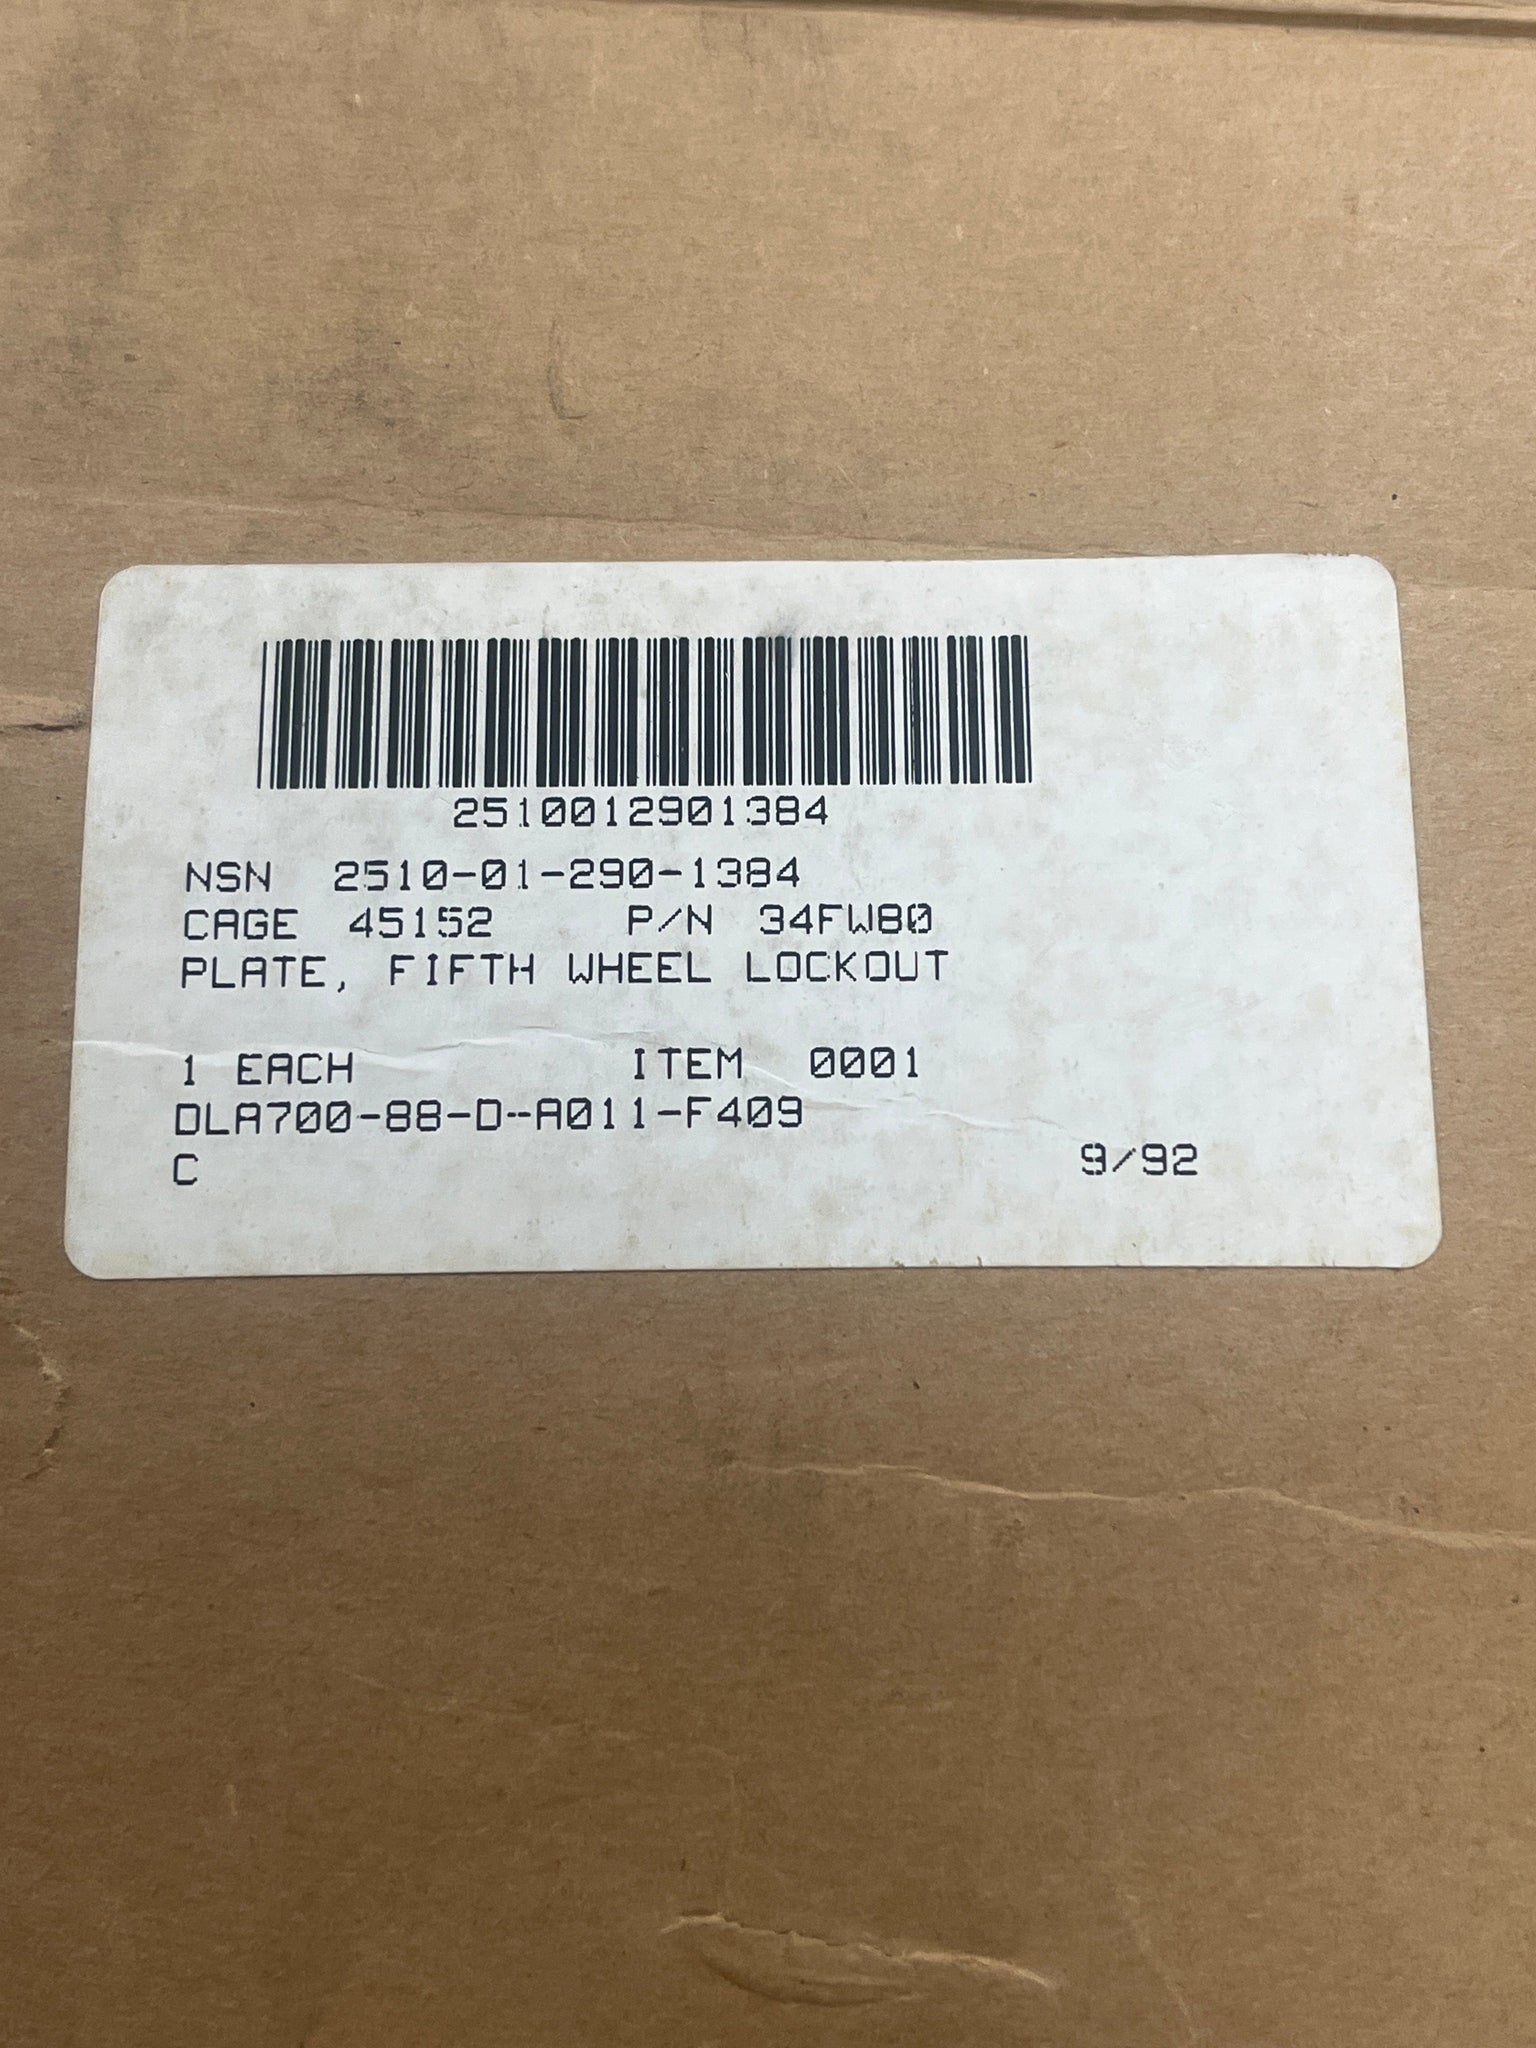 2510012901384
NSN 2510-01-290-1384
CAGE 45152 P/N 34FW80
PLATE, FIFTH WHEEL LOCKOUT
1 EACH ITEM 0001
DLA700-88-D-A011-F409
C 9/92